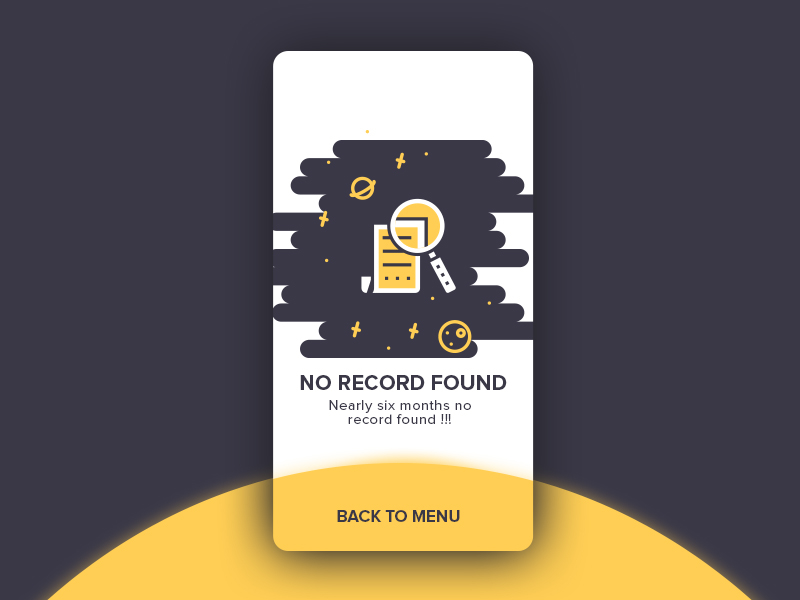 NO RECORD FOUND
Nearly six months no
record found !!!
BACK TO MENU